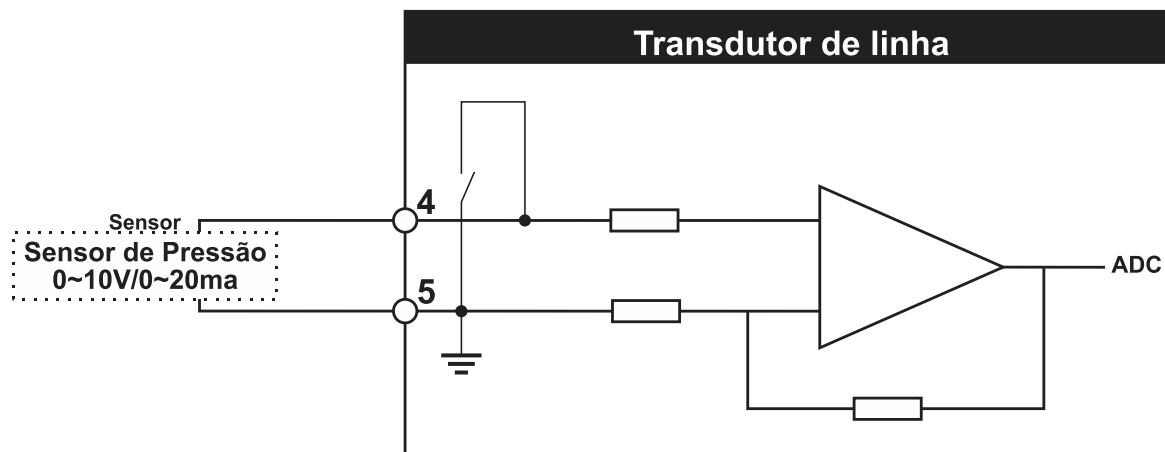 Transdutor de linha
4
Sensor
Sensor de Pressão
0~10V/0~20ma
ADC
5